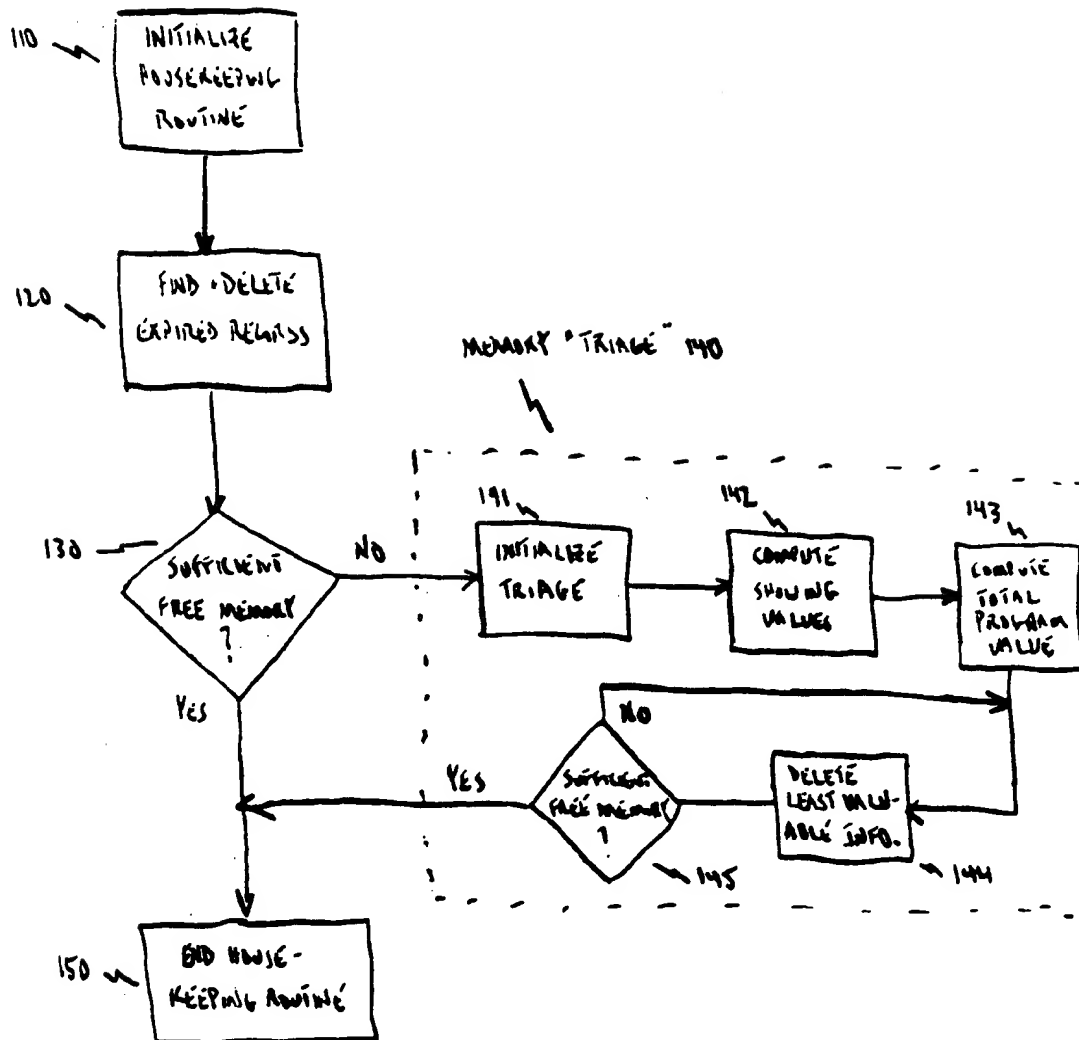 110
INITIALIZE
HOUSEKEEPING
ROUTINE
120
FIND + DELETE
EXPIRED RECORDS
MEMORY "TRIAGE" 140
130
SUFFICIENT
FREE MEMORY
?
NO
YES
141
INITIALIZE
TRIAGE
142
COMPUTE
SHOWING
VALUES
143
COMPUTE
TOTAL
PROGRAM
VALUE
NO
YES
SUFFICIENT
FREE MEMORY
?
145
DELETE
LEAST VALU-
ABLE INFO.
144
150
END HOUSE-
KEEPING ROUTINE